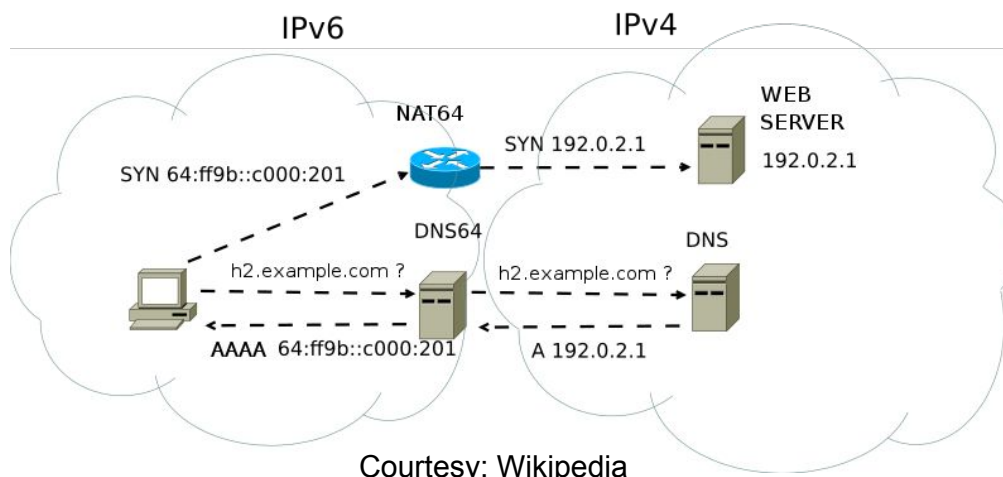 IPv6
IPv4
NAT64
WEB
SERVER
192.0.2.1
SYN 64:ff9b::c000:201
SYN 192.0.2.1
DNS64
DNS
h2.example.com ?
h2.example.com ?
AAAA 64:ff9b::c000:201
A 192.0.2.1
Courtesy: Wikipedia